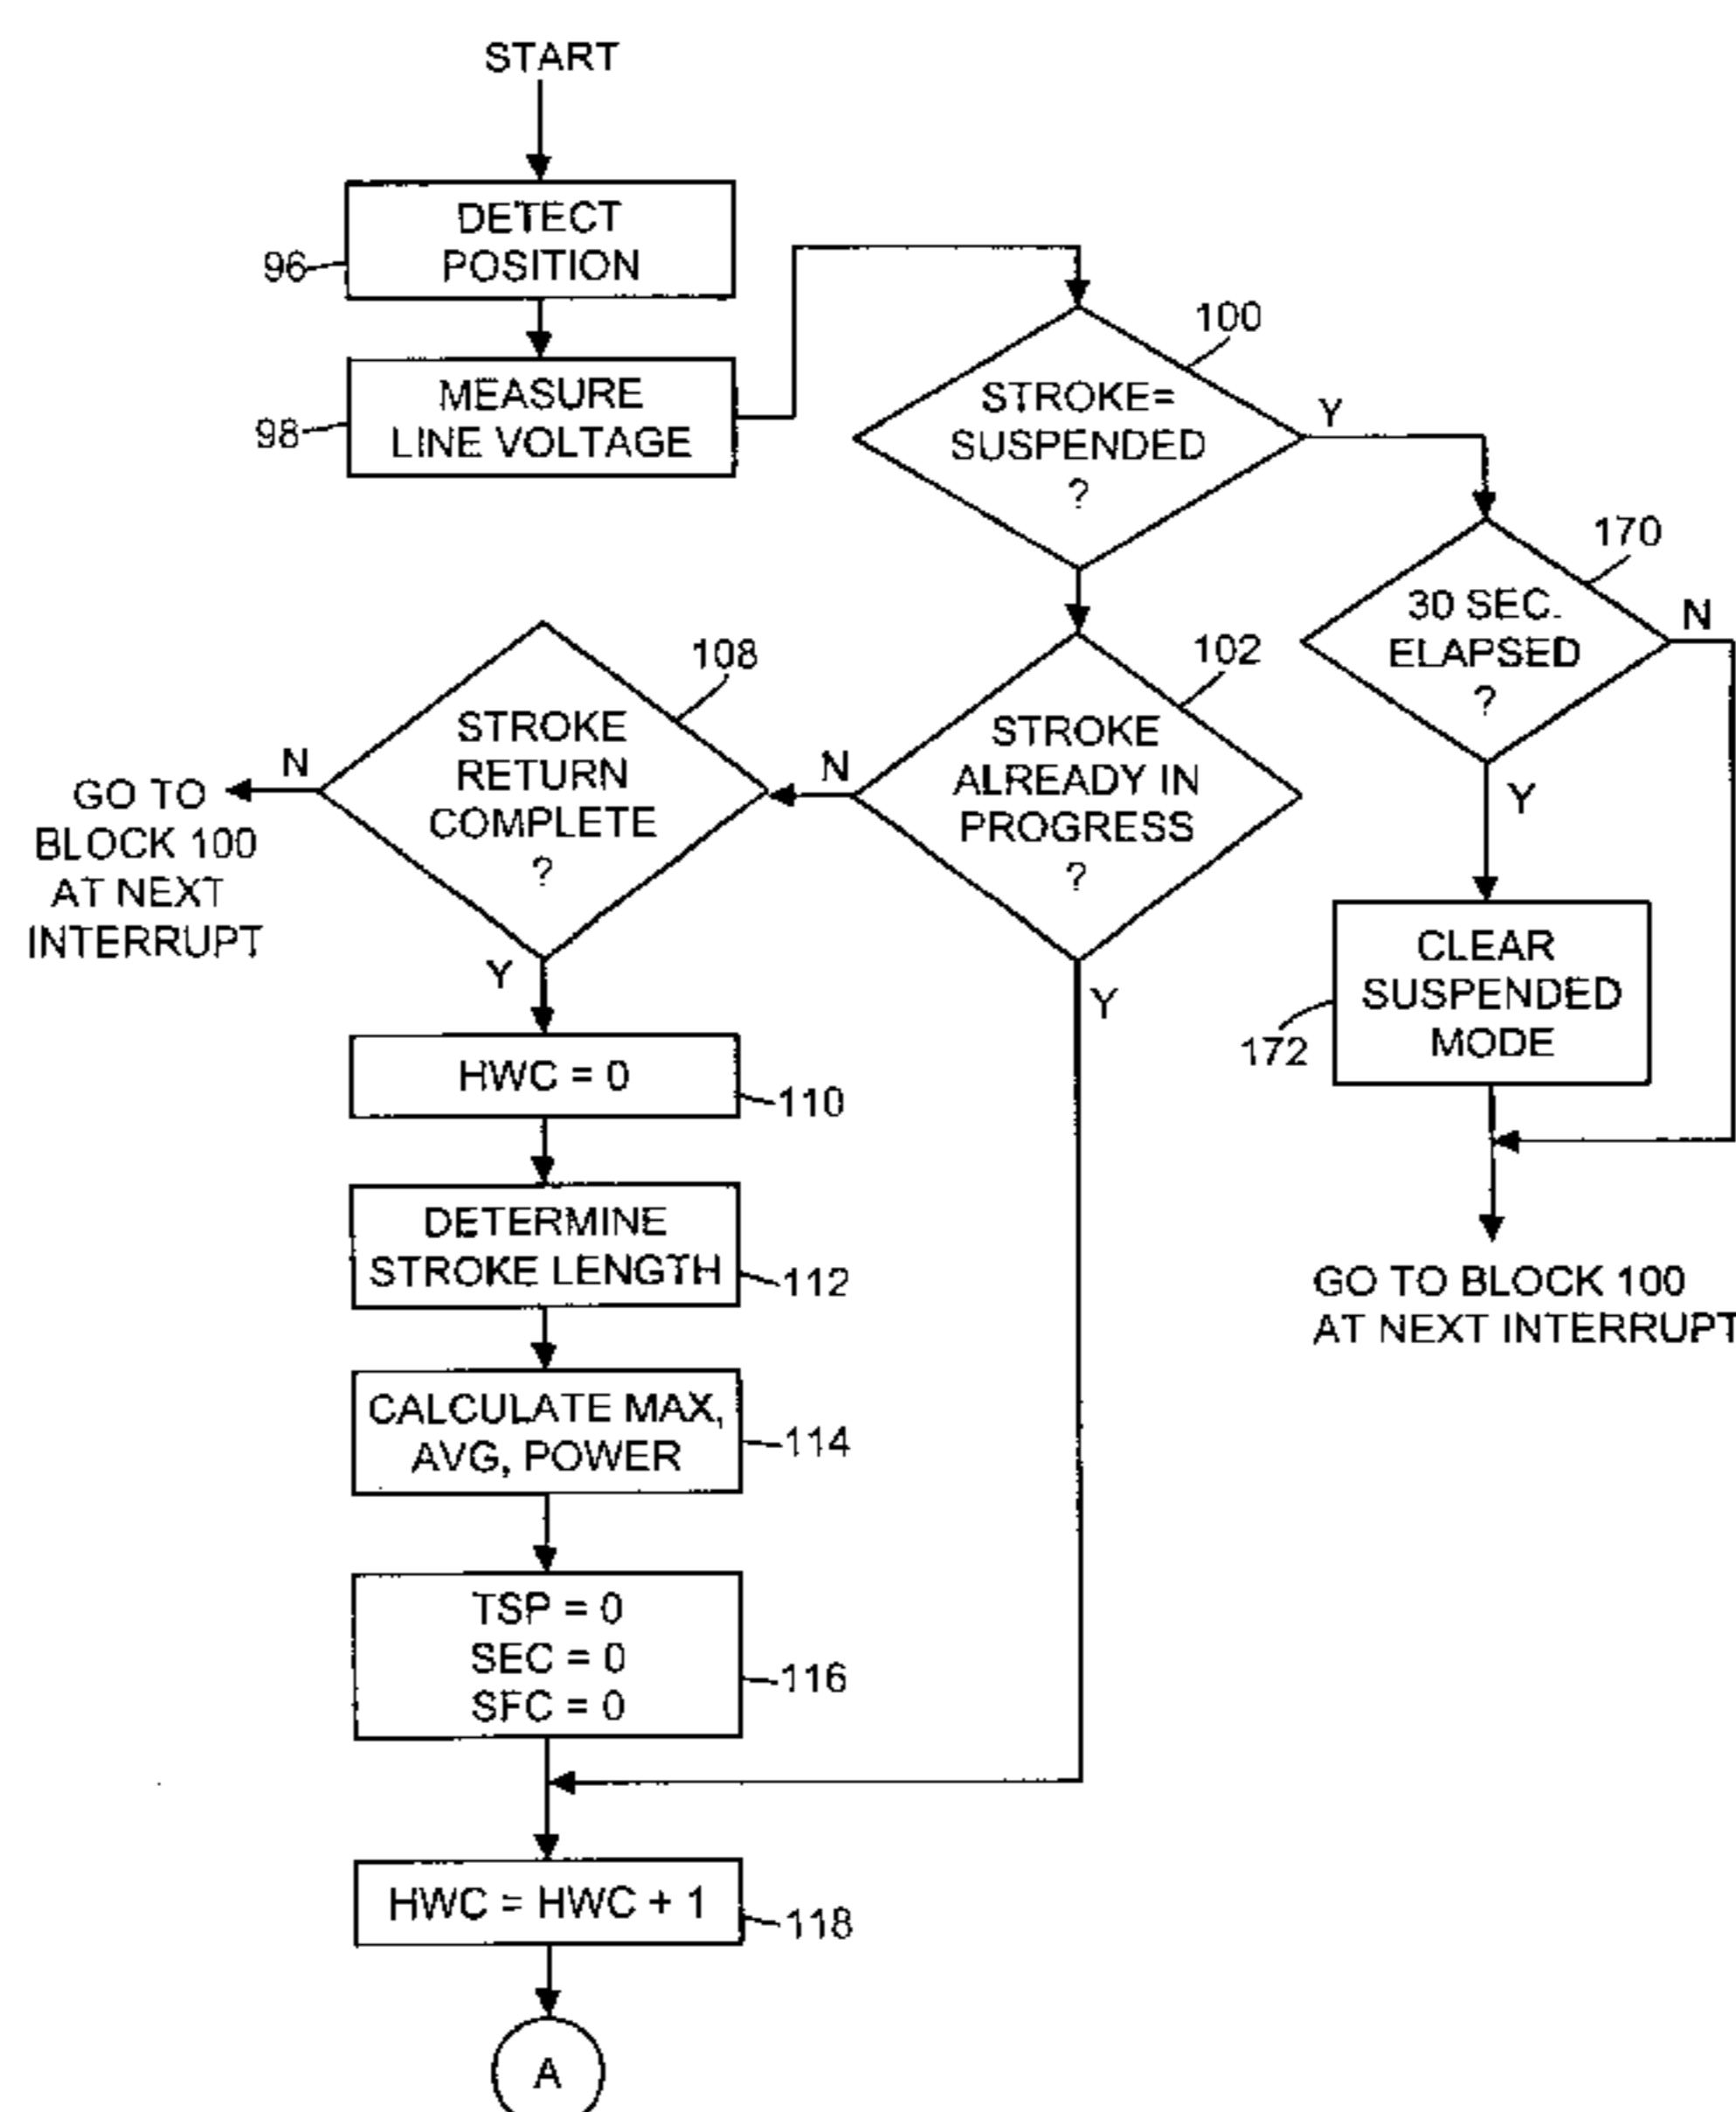 START
DETECT
POSITION
96
MEASURE
LINE VOLTAGE
98
STROKE=
SUSPENDED
?
100
Y
30 SEC.
ELAPSED
?
170
N
Y
CLEAR
SUSPENDED
MODE
172
GO TO BLOCK 100
AT NEXT INTERRUPT
STROKE
ALREADY IN
PROGRESS
?
102
N
Y
STROKE
RETURN
COMPLETE
?
108
N
GO TO
BLOCK 100
AT NEXT
INTERRUPT
Y
HWC = 0
110
DETERMINE
STROKE LENGTH
112
CALCULATE MAX,
AVG, POWER
114
TSP = 0
SEC = 0
SFC = 0
116
HWC = HWC + 1
118
A